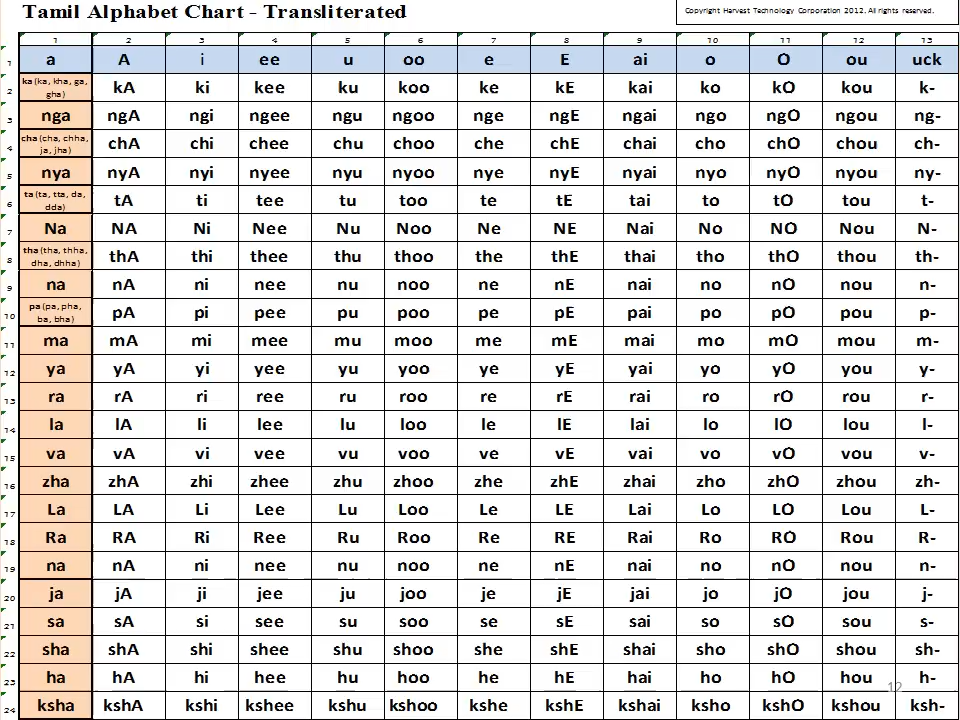 Tamil Alphabet Chart - Transliterated
Copyright Harvest Technology Corporation 2012. All rights reserved.
1 2 3 4 5 6 7 8 9 10 11 12 13
1 a A i ee u oo e E ai o O ou uck
2 ka (ka, kha, ga, gha) kA ki kee ku koo ke kE kai ko kO kou k-
3 nga ngA ngi ngee ngu ngoo nge ngE ngai ngo ngO ngou ng-
4 cha (cha, chha, ja, jha) chA chi chee chu choo che chE chai cho chO chou ch-
5 nya nyA nyi nyee nyu nyoo nye nyE nyai nyo nyO nyou ny-
6 ta (ta, tta, da, dda) tA ti tee tu too te tE tai to tO tou t-
7 Na NA Ni Nee Nu Noo Ne NE Nai No NO Nou N-
8 tha (tha, thha, dha, dhha) thA thi thee thu thoo the thE thai tho thO thou th-
9 na nA ni nee nu noo ne nE nai no nO nou n-
10 pa (pa, pha, ba, bha) pA pi pee pu poo pe pE pai po pO pou p-
11 ma mA mi mee mu moo me mE mai mo mO mou m-
12 ya yA yi yee yu yoo ye yE yai yo yO you y-
13 ra rA ri ree ru roo re rE rai ro rO rou r-
14 la lA li lee lu loo le lE lai lo lO lou l-
15 va vA vi vee vu voo ve vE vai vo vO vou v-
16 zha zhA zhi zhee zhu zhoo zhe zhE zhai zho zhO zhou zh-
17 La LA Li Lee Lu Loo Le LE Lai Lo LO Lou L-
18 Ra RA Ri Ree Ru Roo Re RE Rai Ro RO Rou R-
19 na nA ni nee nu noo ne nE nai no nO nou n-
20 ja jA ji jee ju joo je jE jai jo jO jou j-
21 sa sA si see su soo se sE sai so sO sou s-
22 sha shA shi shee shu shoo she shE shai sho shO shou sh-
23 ha hA hi hee hu hoo he hE hai ho hO hou h-
12
24 ksha kshA kshi kshee kshu kshoo kshe kshE kshai ksho kshO kshou ksh-